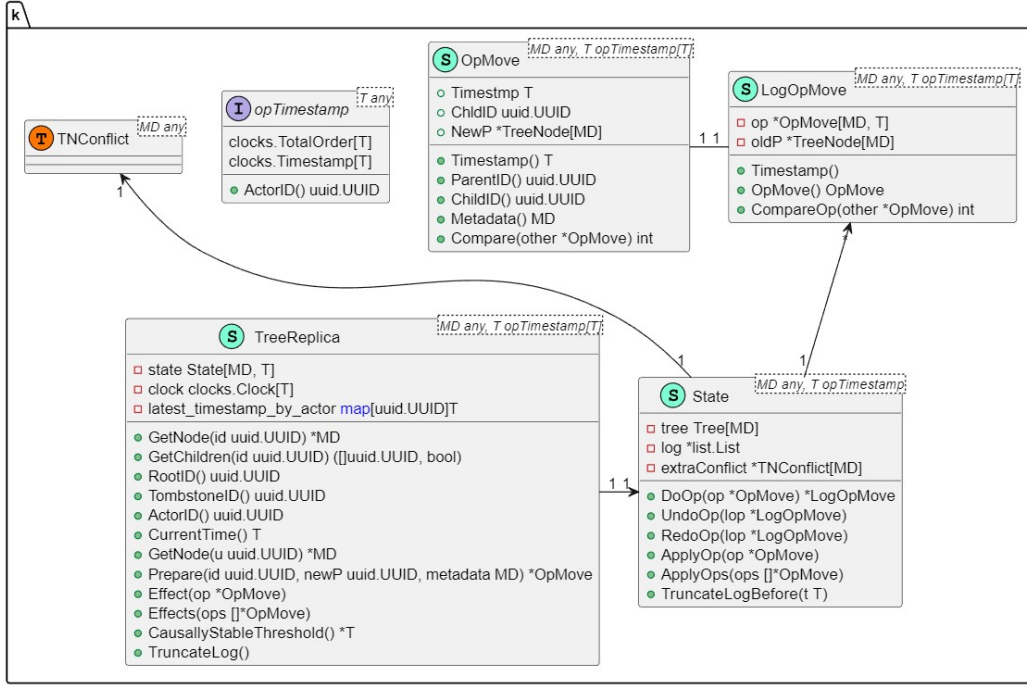 k
T TNConflict
MD any
I opTimestamp
T any
clocks.TotalOrder[T]
clocks.Timestamp[T]
ActorID() uuid.UUID
S OpMove
MD any, T opTimestamp[T]
Timestmp T
ChldID uuid.UUID
NewP *TreeNode[MD]
Timestamp() T
ParentID() uuid.UUID
ChildID() uuid.UUID
Metadata() MD
Compare(other *OpMove) int
1 1
S LogOpMove
MD any, T opTimestamp[T]
op *OpMove[MD, T]
oldP *TreeNode[MD]
Timestamp()
OpMove() OpMove
CompareOp(other *OpMove) int
1
*
S TreeReplica
MD any, T opTimestamp[T]
state State[MD, T]
clock clocks.Clock[T]
latest_timestamp_by_actor map[uuid.UUID]T
GetNode(id uuid.UUID) *MD
GetChildren(id uuid.UUID) ([]uuid.UUID, bool)
RootID() uuid.UUID
TombstoneID() uuid.UUID
ActorID() uuid.UUID
CurrentTime() T
GetNode(u uuid.UUID) *MD
Prepare(id uuid.UUID, newP uuid.UUID, metadata MD) *OpMove
Effect(op *OpMove)
Effects(ops []*OpMove)
CausallyStableThreshold() *T
TruncateLog()
1 1
1
1
S State
MD any, T opTimestamp
tree Tree[MD]
log *list.List
extraConflict *TNConflict[MD]
DoOp(op *OpMove) *LogOpMove
UndoOp(lop *LogOpMove)
RedoOp(lop *LogOpMove)
ApplyOp(op *OpMove)
ApplyOps(ops []*OpMove)
TruncateLogBefore(t T)